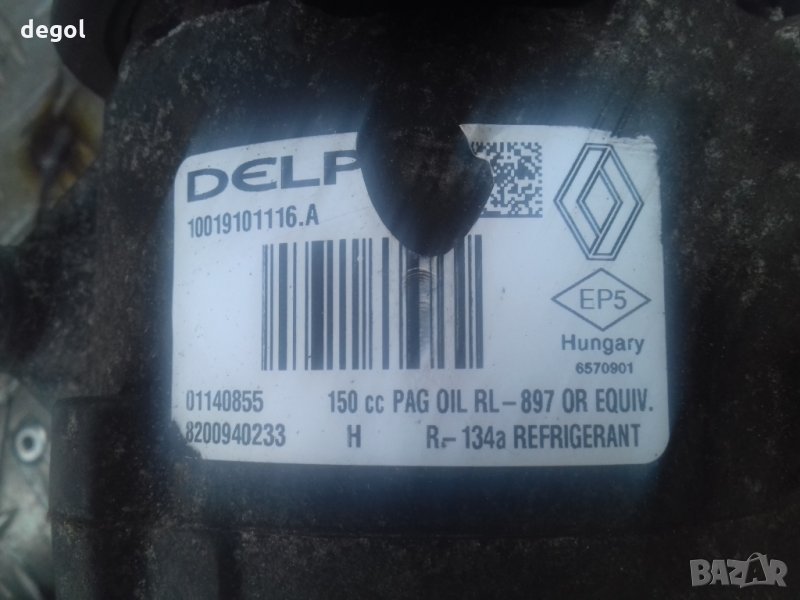 degol
DELP
10019101116.A
EP5
Hungary
6570901
01140855 150 cc PAG OIL RL-897 OR EQUIV.
8200940233 H R-134a REFRIGERANT
BAZAR